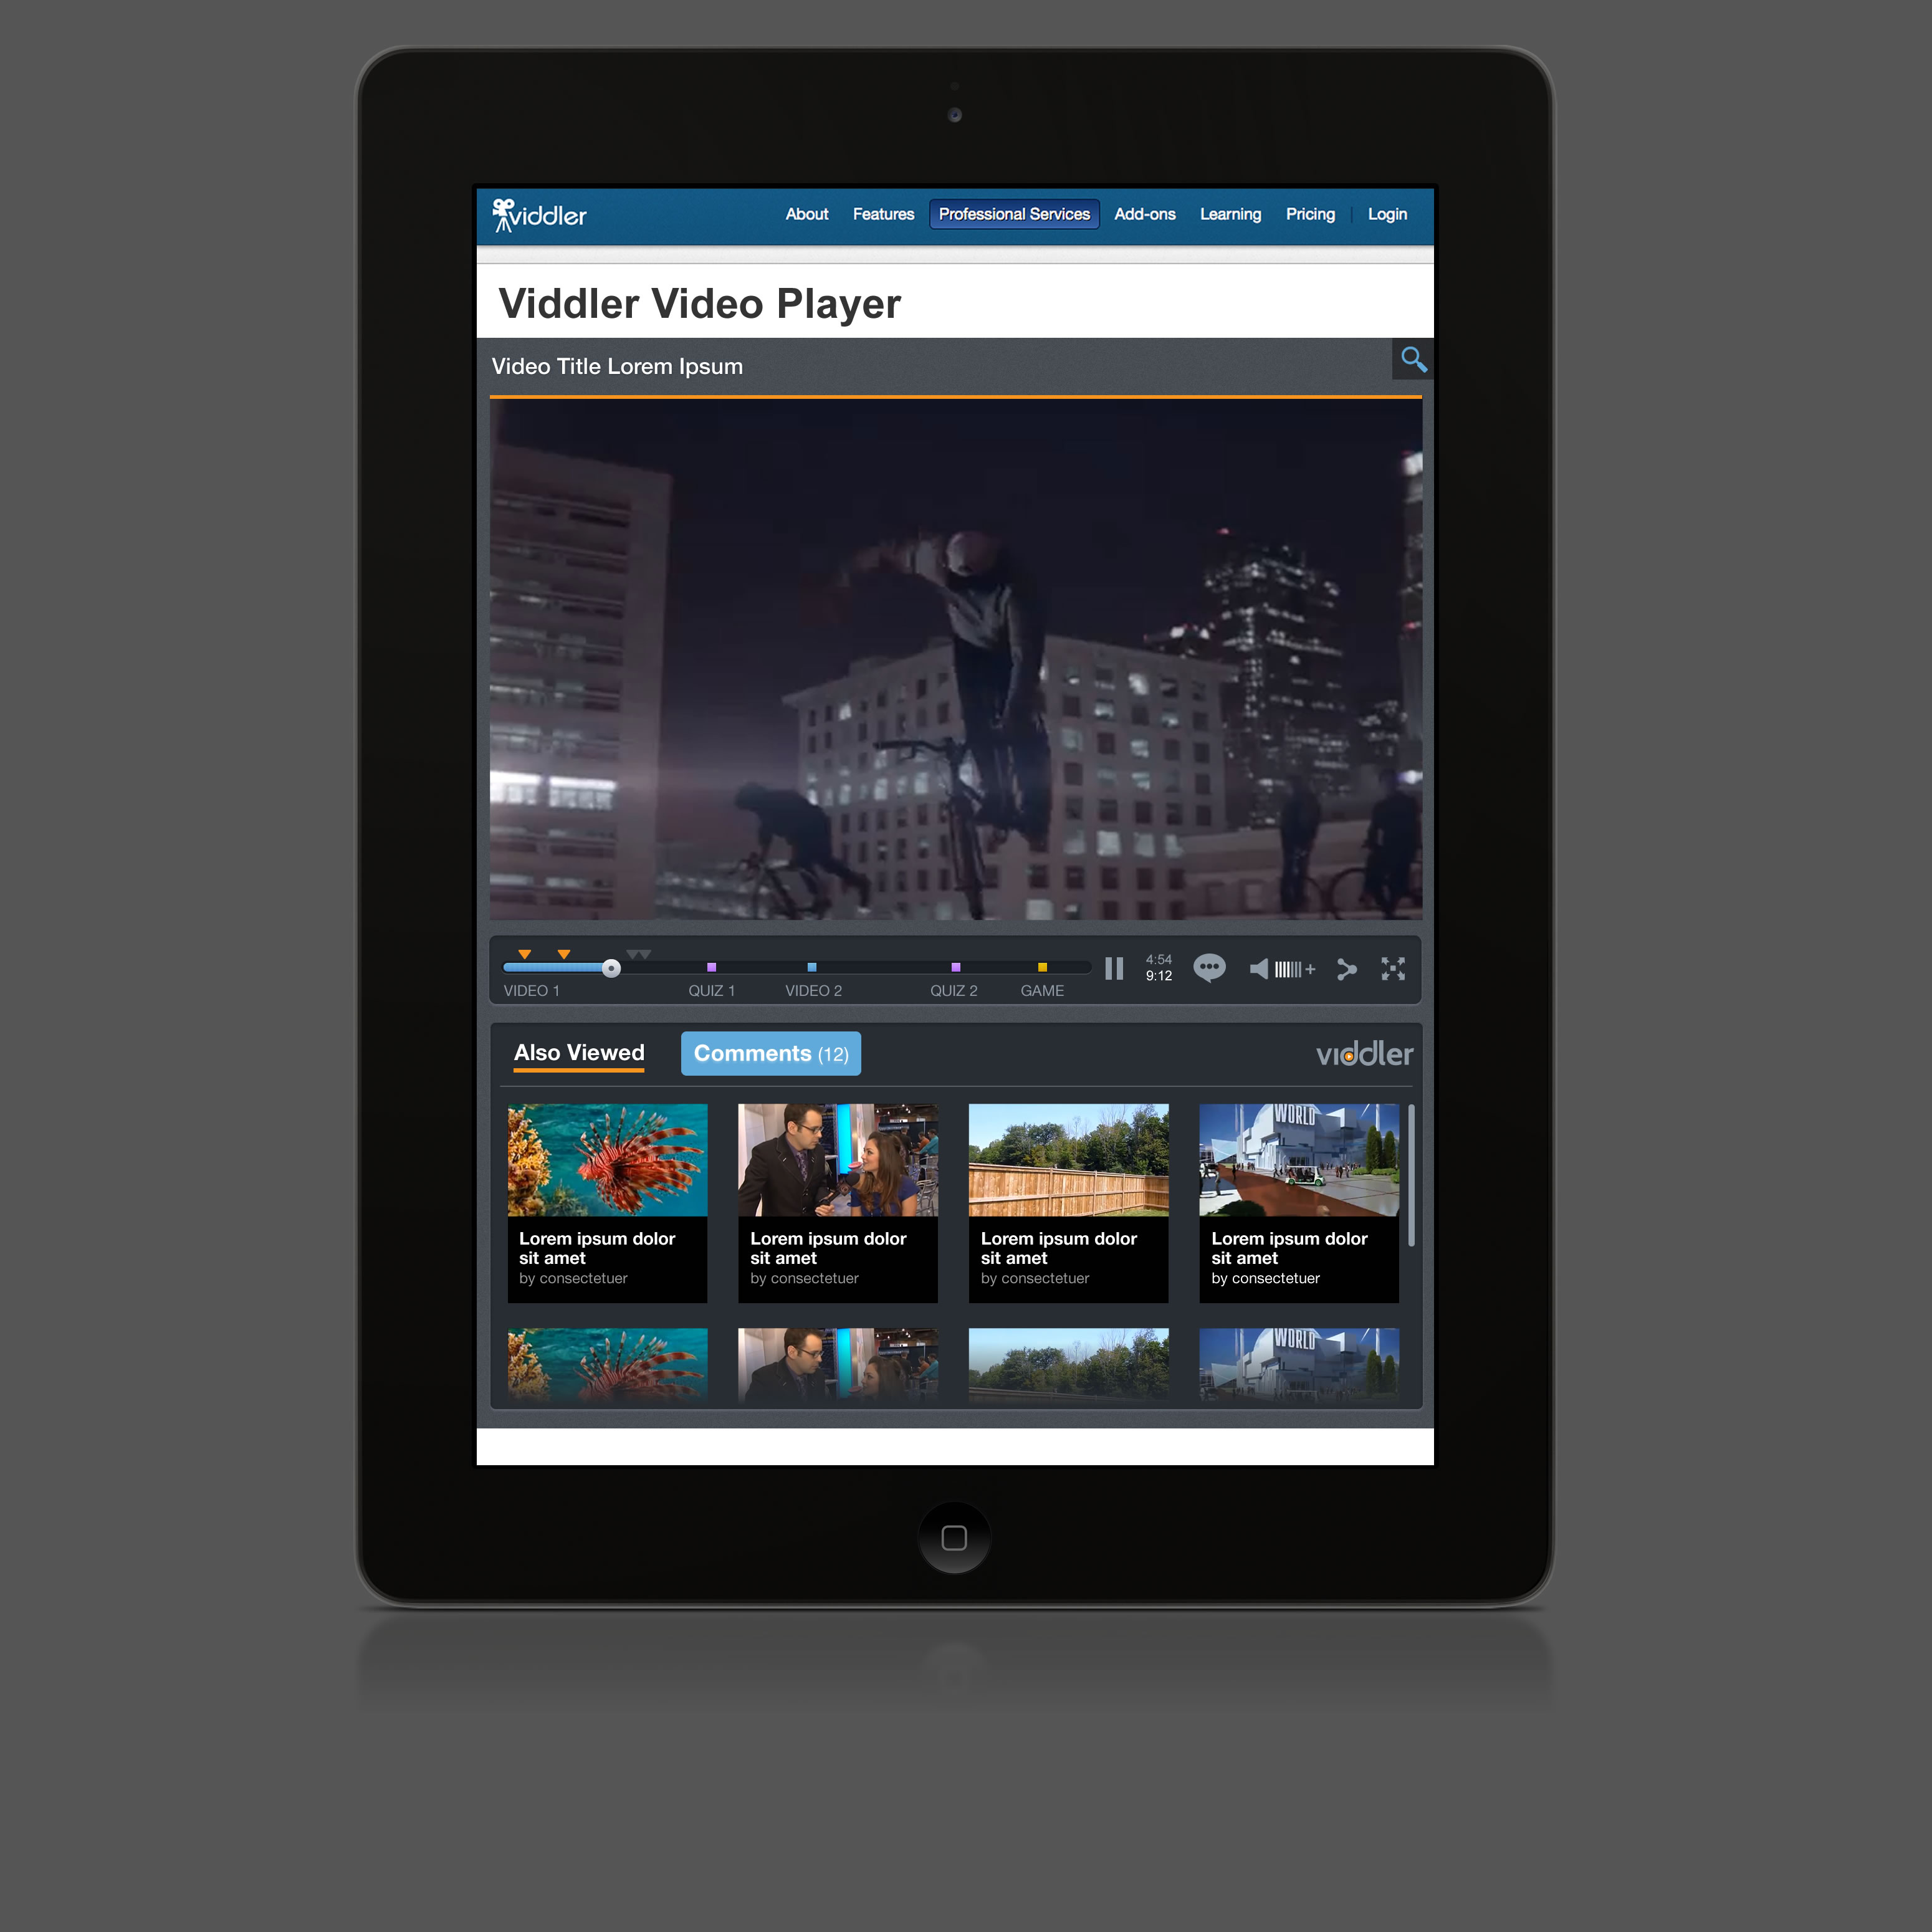 viddler
About Features Professional Services Add-ons Learning Pricing | Login
Viddler Video Player
Video Title Lorem Ipsum
4:54
9:12
VIDEO 1 QUIZ 1 VIDEO 2 QUIZ 2 GAME
Also Viewed Comments (12) viddler
WORLD
Lorem ipsum dolor
sit amet
by consectetuer
Lorem ipsum dolor
sit amet
by consectetuer
Lorem ipsum dolor
sit amet
by consectetuer
Lorem ipsum dolor
sit amet
by consectetuer
WORLD